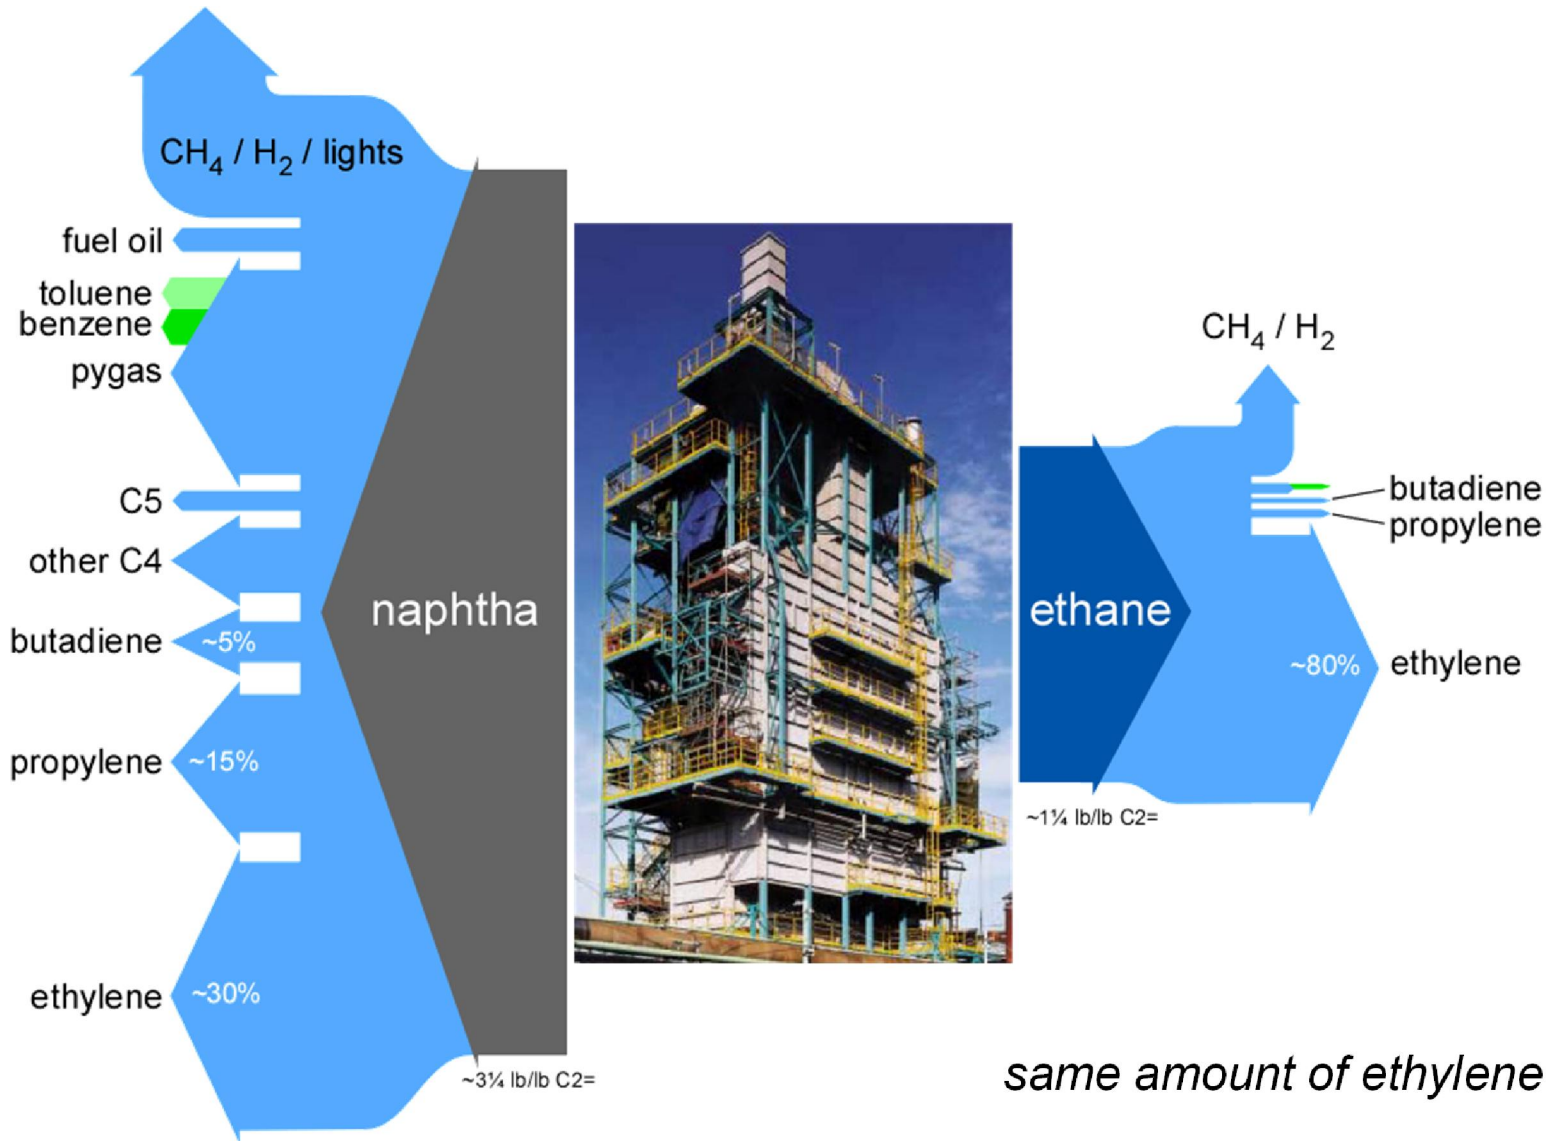 CH4 / H2 / lights
fuel oil
toluene
benzene
pygas
C5
other C4
butadiene
~5%
propylene
~15%
ethylene
~30%
naphtha
~3¼ lb/lb C2=
ethane
~1¼ lb/lb C2=
CH4 / H2
butadiene
propylene
~80%
ethylene
same amount of ethylene